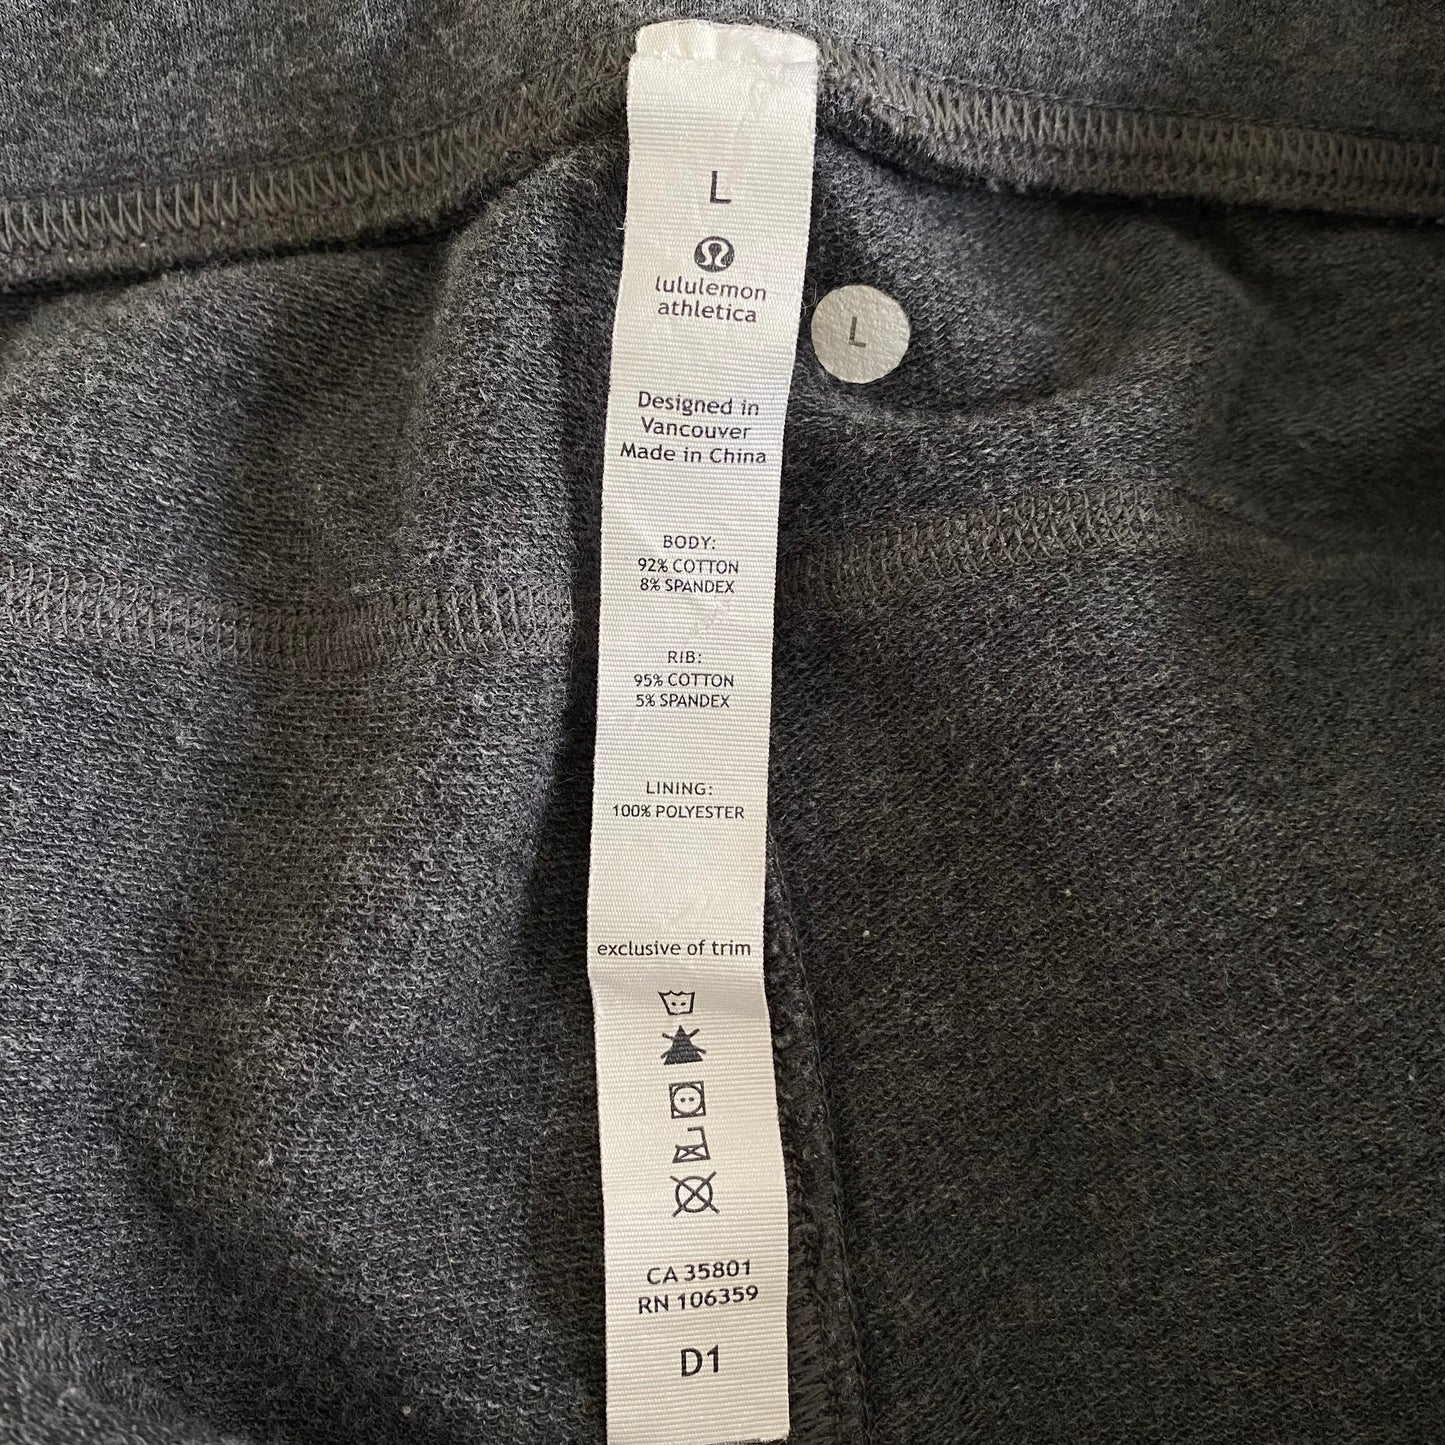 L
lululemon
athletica
L
Designed in
Vancouver
Made in China
BODY:
92% COTTON
8% SPANDEX
RIB:
95% COTTON
5% SPANDEX
LINING:
100% POLYESTER
exclusive of trim
CA 35801
RN 106359
D1